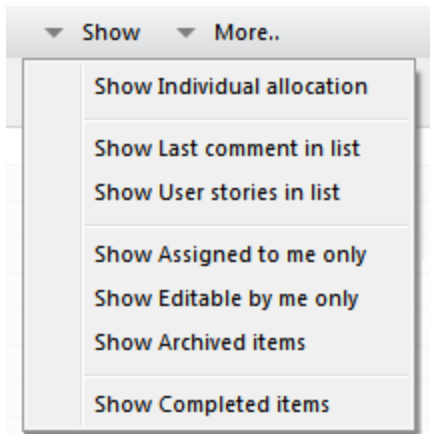 Show More..
Show Individual allocation
Show Last comment in list
Show User stories in list
Show Assigned to me only
Show Editable by me only
Show Archived items
Show Completed items